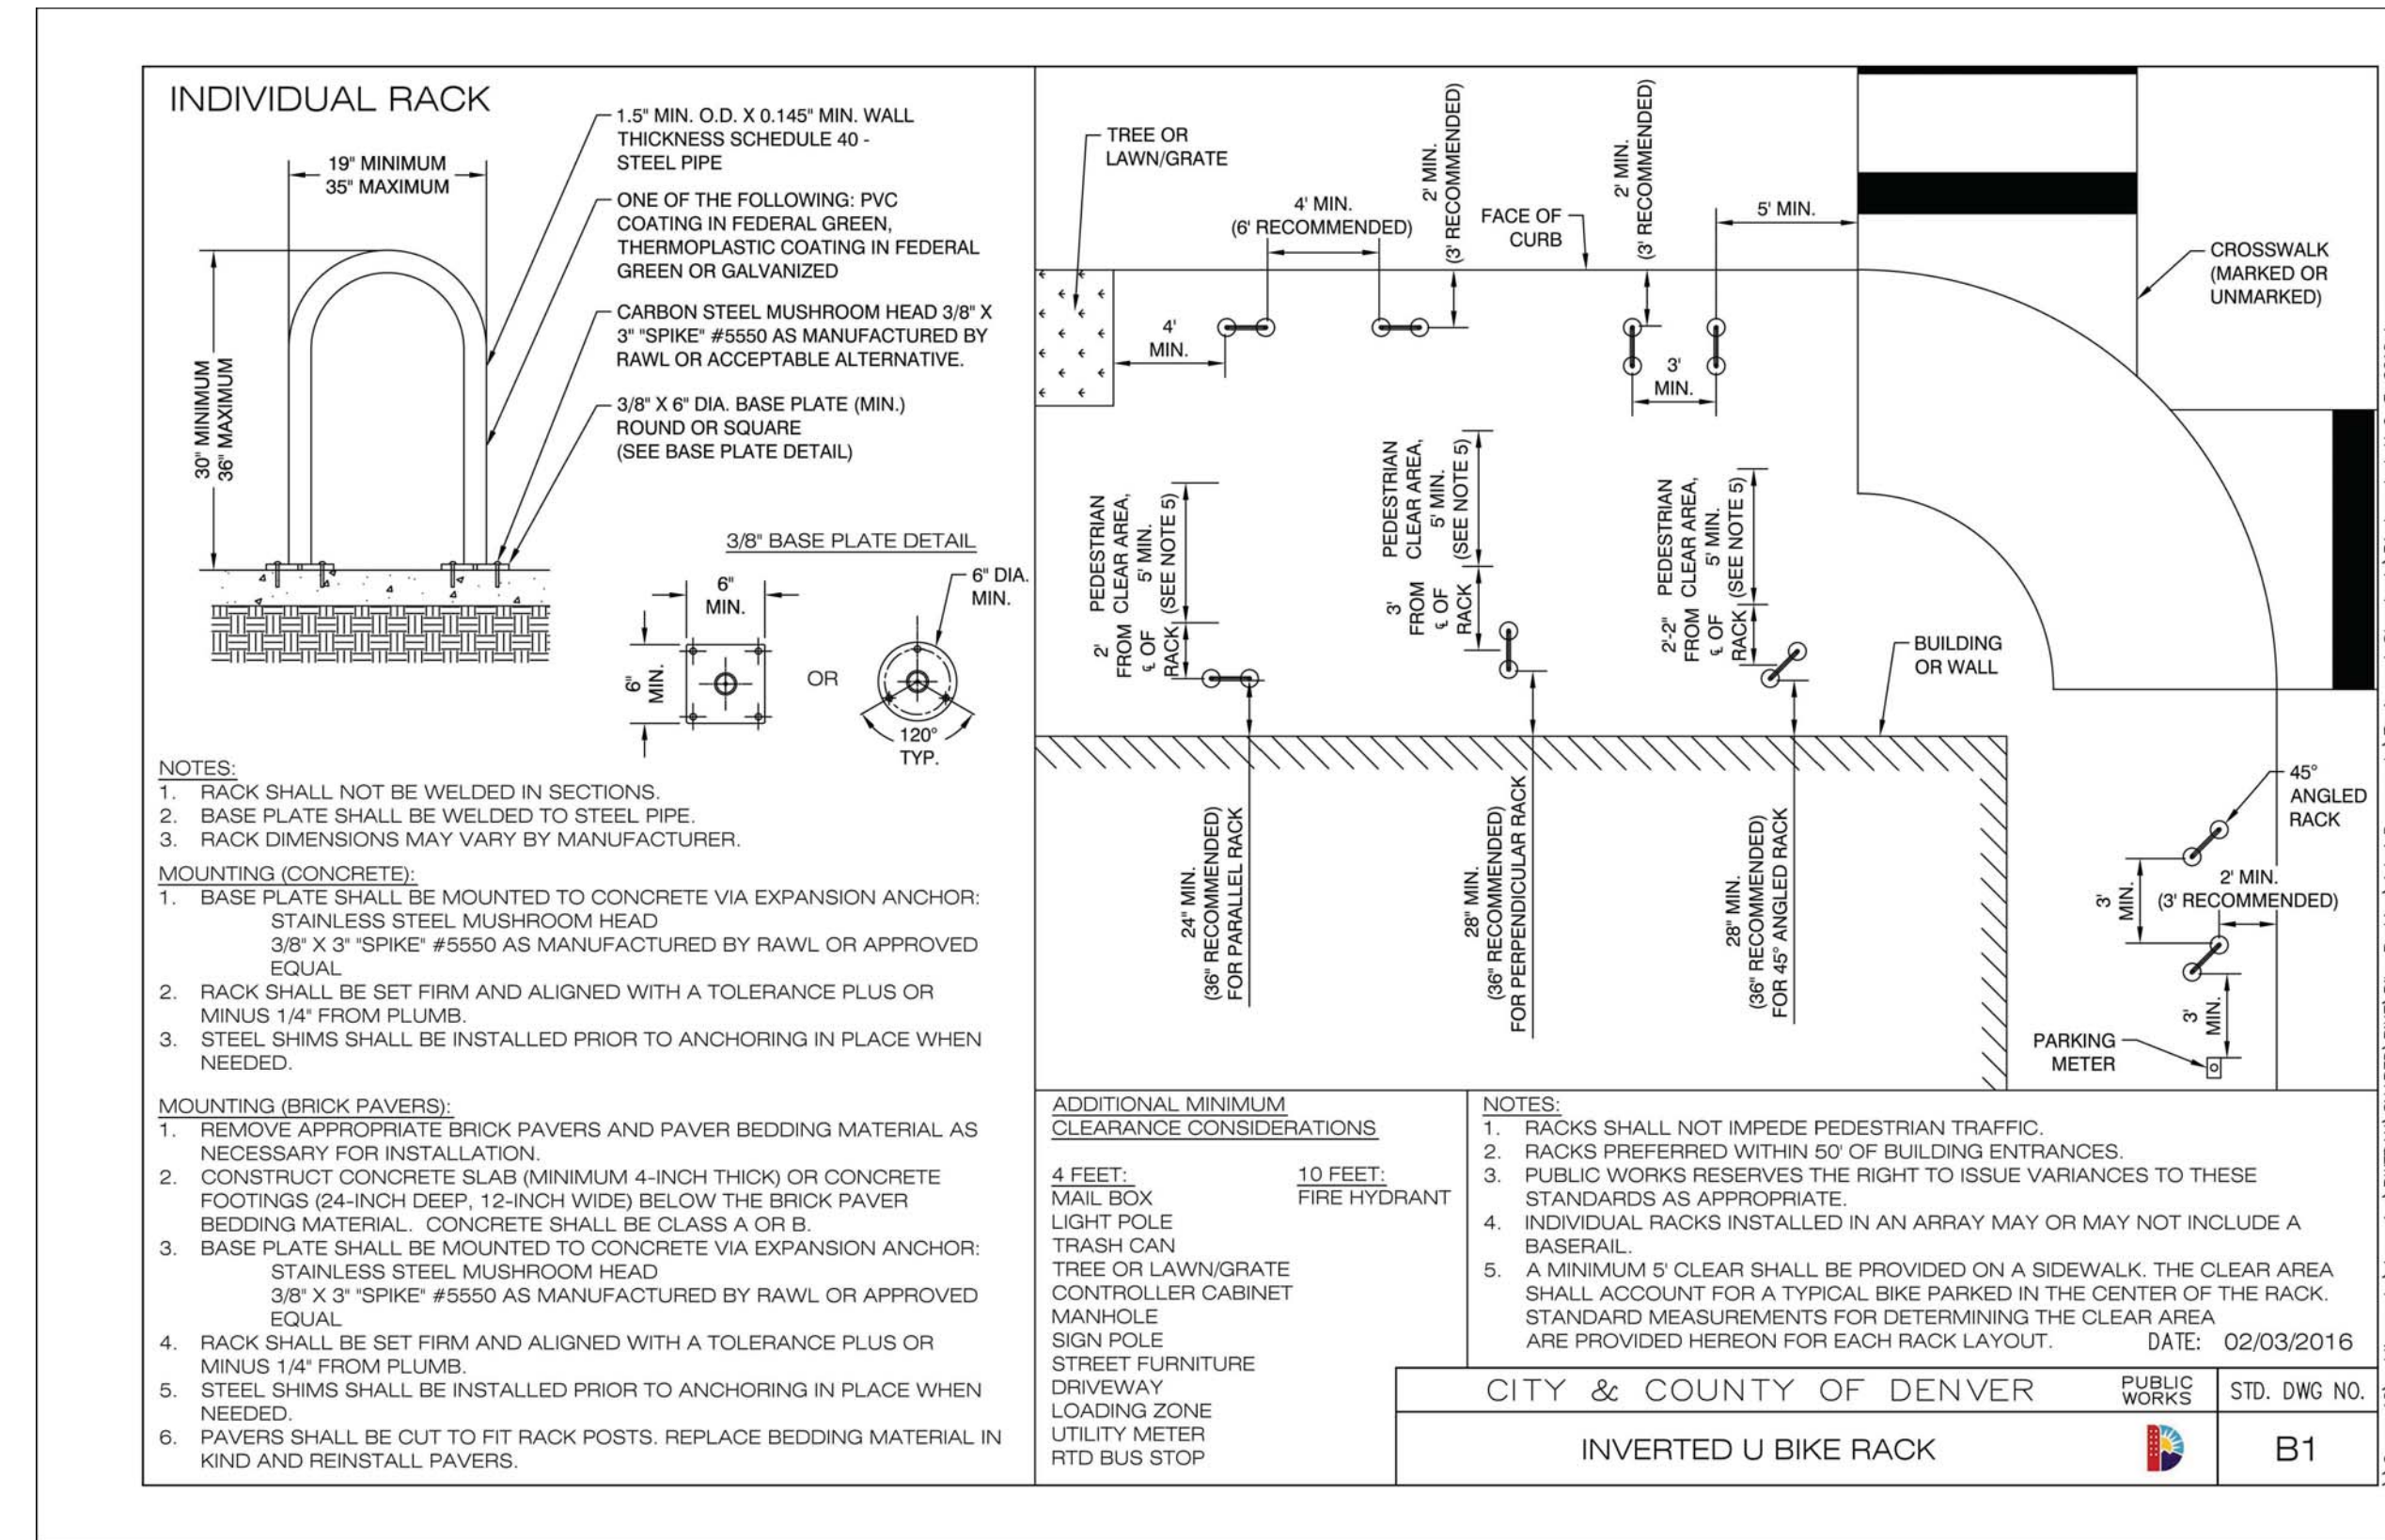 INDIVIDUAL RACK
19" MINIMUM
35" MAXIMUM
30" MINIMUM
36" MAXIMUM
1.5" MIN. O.D. X 0.145" MIN. WALL
THICKNESS SCHEDULE 40 -
STEEL PIPE
ONE OF THE FOLLOWING: PVC
COATING IN FEDERAL GREEN,
THERMOPLASTIC COATING IN FEDERAL
GREEN OR GALVANIZED
CARBON STEEL MUSHROOM HEAD 3/8" X
3" "SPIKE" #5550 AS MANUFACTURED BY
RAWL OR ACCEPTABLE ALTERNATIVE.
3/8" X 6" DIA. BASE PLATE (MIN.)
ROUND OR SQUARE
(SEE BASE PLATE DETAIL)
3/8" BASE PLATE DETAIL
6"
MIN.
6"
MIN.
OR
6" DIA.
MIN.
120°
TYP.
NOTES:
1. RACK SHALL NOT BE WELDED IN SECTIONS.
2. BASE PLATE SHALL BE WELDED TO STEEL PIPE.
3. RACK DIMENSIONS MAY VARY BY MANUFACTURER.
MOUNTING (CONCRETE):
1. BASE PLATE SHALL BE MOUNTED TO CONCRETE VIA EXPANSION ANCHOR:
STAINLESS STEEL MUSHROOM HEAD
3/8" X 3" "SPIKE" #5550 AS MANUFACTURED BY RAWL OR APPROVED
EQUAL
2. RACK SHALL BE SET FIRM AND ALIGNED WITH A TOLERANCE PLUS OR
MINUS 1/4" FROM PLUMB.
3. STEEL SHIMS SHALL BE INSTALLED PRIOR TO ANCHORING IN PLACE WHEN
NEEDED.
MOUNTING (BRICK PAVERS):
1. REMOVE APPROPRIATE BRICK PAVERS AND PAVER BEDDING MATERIAL AS
NECESSARY FOR INSTALLATION.
2. CONSTRUCT CONCRETE SLAB (MINIMUM 4-INCH THICK) OR CONCRETE
FOOTINGS (24-INCH DEEP, 12-INCH WIDE) BELOW THE BRICK PAVER
BEDDING MATERIAL. CONCRETE SHALL BE CLASS A OR B.
3. BASE PLATE SHALL BE MOUNTED TO CONCRETE VIA EXPANSION ANCHOR:
STAINLESS STEEL MUSHROOM HEAD
3/8" X 3" "SPIKE" #5550 AS MANUFACTURED BY RAWL OR APPROVED
EQUAL
4. RACK SHALL BE SET FIRM AND ALIGNED WITH A TOLERANCE PLUS OR
MINUS 1/4" FROM PLUMB.
5. STEEL SHIMS SHALL BE INSTALLED PRIOR TO ANCHORING IN PLACE WHEN
NEEDED.
6. PAVERS SHALL BE CUT TO FIT RACK POSTS. REPLACE BEDDING MATERIAL IN
KIND AND REINSTALL PAVERS.
TREE OR
LAWN/GRATE
4' MIN.
(6' RECOMMENDED)
2' MIN.
(3' RECOMMENDED)
FACE OF
CURB
2' MIN.
(3' RECOMMENDED)
5' MIN.
CROSSWALK
(MARKED OR
UNMARKED)
4'
MIN.
3'
MIN.
PEDESTRIAN
CLEAR AREA,
5' MIN.
(SEE NOTE 5)
2'
FROM
℄ OF
RACK
PEDESTRIAN
CLEAR AREA,
5' MIN.
(SEE NOTE 5)
3'
FROM
℄ OF
RACK
PEDESTRIAN
CLEAR AREA,
5' MIN.
(SEE NOTE 5)
2'-2"
FROM
℄ OF
RACK
BUILDING
OR WALL
24" MIN.
(36" RECOMMENDED)
FOR PARALLEL RACK
28" MIN.
(36" RECOMMENDED)
FOR PERPENDICULAR RACK
28" MIN.
(36" RECOMMENDED)
FOR 45° ANGLED RACK
45°
ANGLED
RACK
3'
MIN.
2' MIN.
(3' RECOMMENDED)
3'
MIN.
PARKING
METER
ADDITIONAL MINIMUM
CLEARANCE CONSIDERATIONS
4 FEET:
MAIL BOX
LIGHT POLE
TRASH CAN
TREE OR LAWN/GRATE
CONTROLLER CABINET
MANHOLE
SIGN POLE
STREET FURNITURE
DRIVEWAY
LOADING ZONE
UTILITY METER
RTD BUS STOP
10 FEET:
FIRE HYDRANT
NOTES:
1. RACKS SHALL NOT IMPEDE PEDESTRIAN TRAFFIC.
2. RACKS PREFERRED WITHIN 50' OF BUILDING ENTRANCES.
3. PUBLIC WORKS RESERVES THE RIGHT TO ISSUE VARIANCES TO THESE
STANDARDS AS APPROPRIATE.
4. INDIVIDUAL RACKS INSTALLED IN AN ARRAY MAY OR MAY NOT INCLUDE A
BASERAIL.
5. A MINIMUM 5' CLEAR SHALL BE PROVIDED ON A SIDEWALK. THE CLEAR AREA
SHALL ACCOUNT FOR A TYPICAL BIKE PARKED IN THE CENTER OF THE RACK.
STANDARD MEASUREMENTS FOR DETERMINING THE CLEAR AREA
ARE PROVIDED HEREON FOR EACH RACK LAYOUT.
DATE: 02/03/2016
CITY & COUNTY OF DENVER
PUBLIC
WORKS
STD. DWG NO.
INVERTED U BIKE RACK
B1